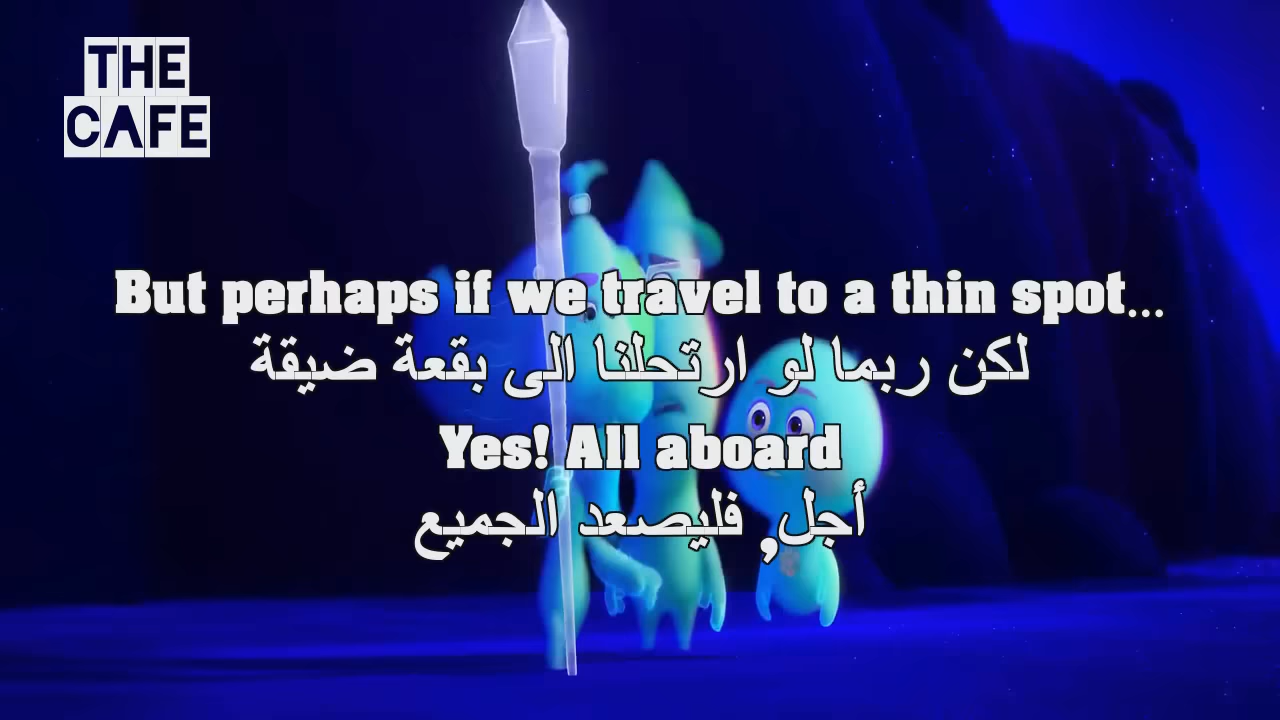 THE
CAFE
But perhaps if we travel to a thin spot...
لكن ربما لو ارتحلنا الى بقعة ضيقة
Yes! All aboard
أجل, فليصعد الجميع